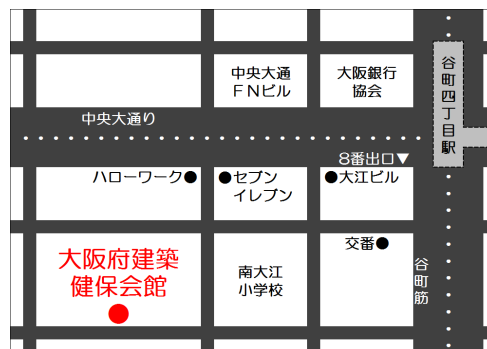 中央大通
FNビル
大阪銀行
協会
谷町四丁目駅
中央大通り
8番出口▼
ハローワーク●
●セブン
イレブン
●大江ビル
大阪府建築
健保会館
南大江
小学校
交番●
谷町筋